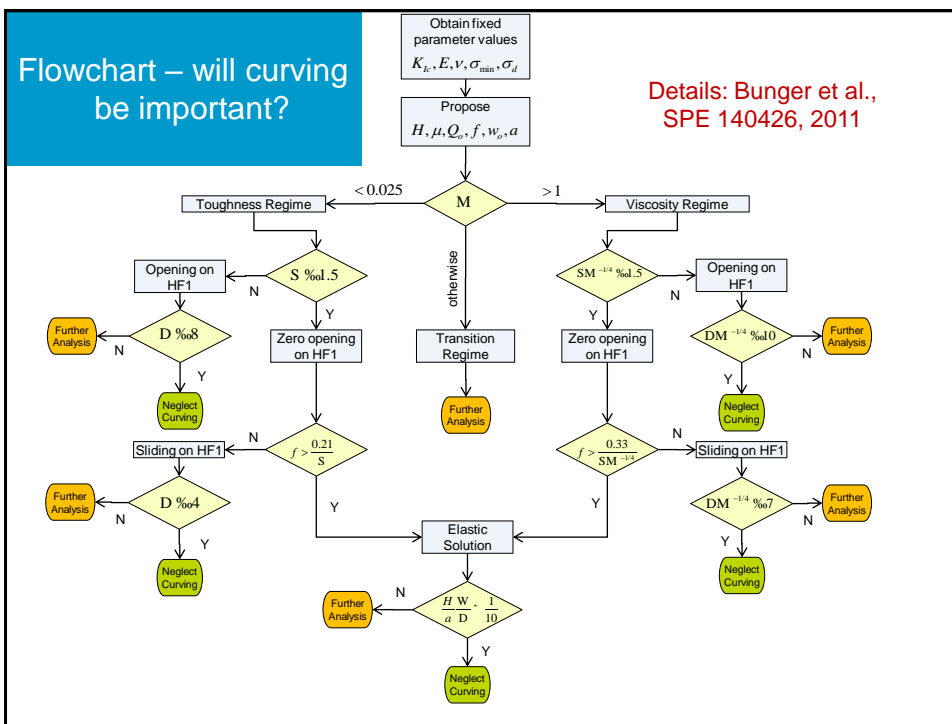 Flowchart – will curving
be important?
Details: Bunger et al.,
SPE 140426, 2011
Obtain fixed
parameter values
K_{Ic}, E, ν, σ_{min}, σ_d
Propose
H, μ, Q_o, f, w_o, a
M
< 0.025
> 1
otherwise
Toughness Regime
Viscosity Regime
S ‰1.5
N
Y
Opening on
HF1
D ‰8
N
Y
Further
Analysis
Neglect
Curving
Zero opening
on HF1
Transition
Regime
Further
Analysis
SM^{-1/4} ‰1.5
N
Y
Opening on
HF1
DM^{-1/4} ‰10
N
Y
Further
Analysis
Neglect
Curving
Zero opening
on HF1
f > 0.21/S
N
Y
Sliding on HF1
D ‰4
N
Y
Further
Analysis
Neglect
Curving
f > 0.33/SM^{-1/4}
N
Y
Sliding on HF1
DM^{-1/4} ‰7
N
Y
Further
Analysis
Neglect
Curving
Elastic
Solution
H/a W/D ˆ 1/10
N
Y
Further
Analysis
Neglect
Curving